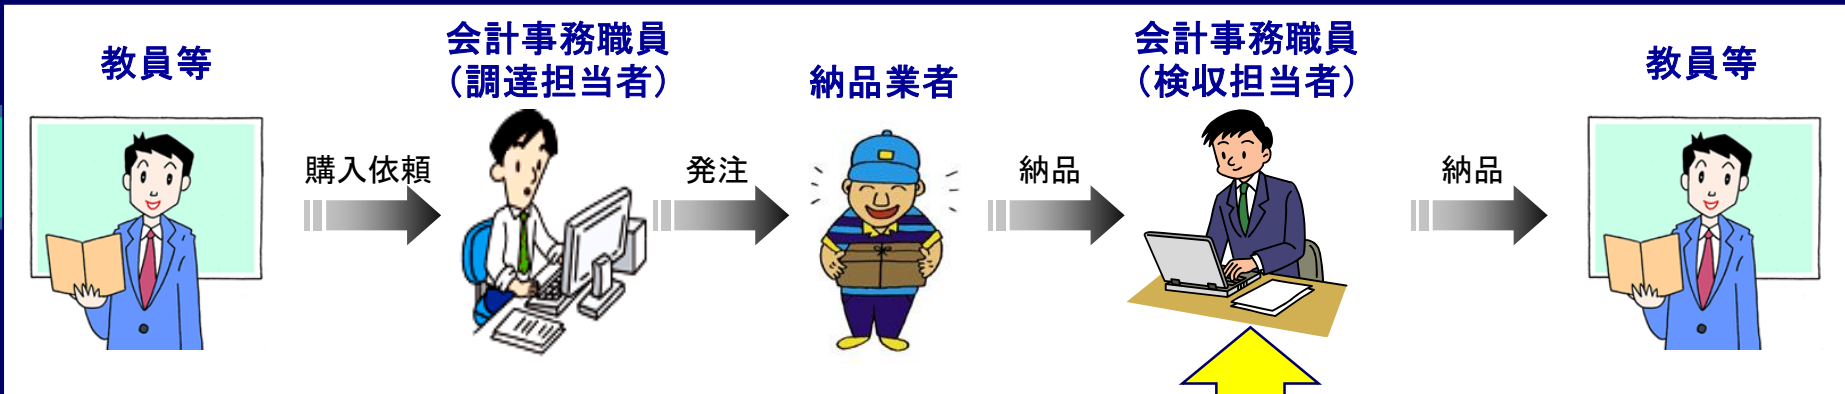 教員等
会計事務職員
（調達担当者）
納品業者
会計事務職員
（検収担当者）
教員等
購入依頼
発注
納品
納品